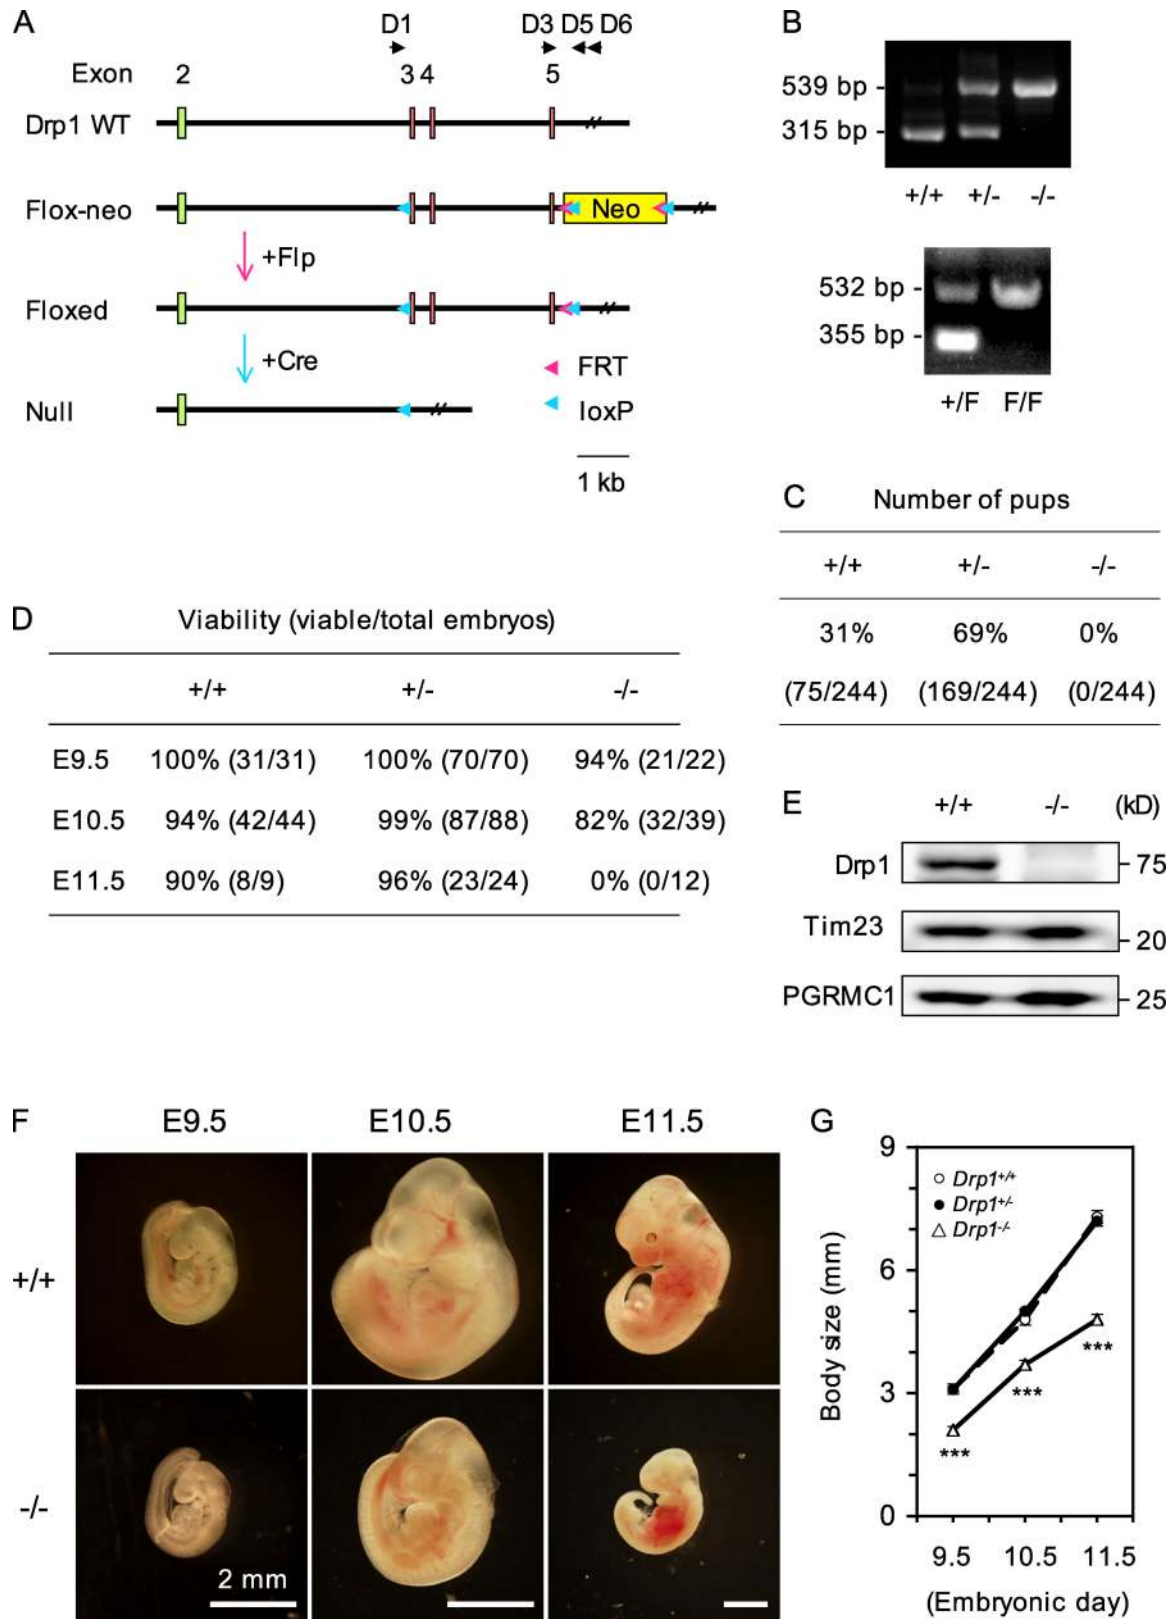 A
D1 D3 D5 D6
Exon 2 3 4 5
Drp1 WT
Flox-neo Neo
+Flp
Floxed
+Cre
FRT
Null loxP
1 kb
B
539 bp -
315 bp -
+/+ +/- -/-
532 bp -
355 bp -
+/F F/F
C Number of pups
+/+ +/- -/-
31% 69% 0%
(75/244) (169/244) (0/244)
D Viability (viable/total embryos)
+/+ +/- -/-
E9.5 100% (31/31) 100% (70/70) 94% (21/22)
E10.5 94% (42/44) 99% (87/88) 82% (32/39)
E11.5 90% (8/9) 96% (23/24) 0% (0/12)
E +/+ -/- (kD)
Drp1 - 75
Tim23 - 20
PGRMC1 - 25
F E9.5 E10.5 E11.5
+/+
-/-
2 mm
G
9
6
3
0
Body size (mm)
Drp1+/+
Drp1+/-
Drp1-/-
*** *** ***
9.5 10.5 11.5
(Embryonic day)